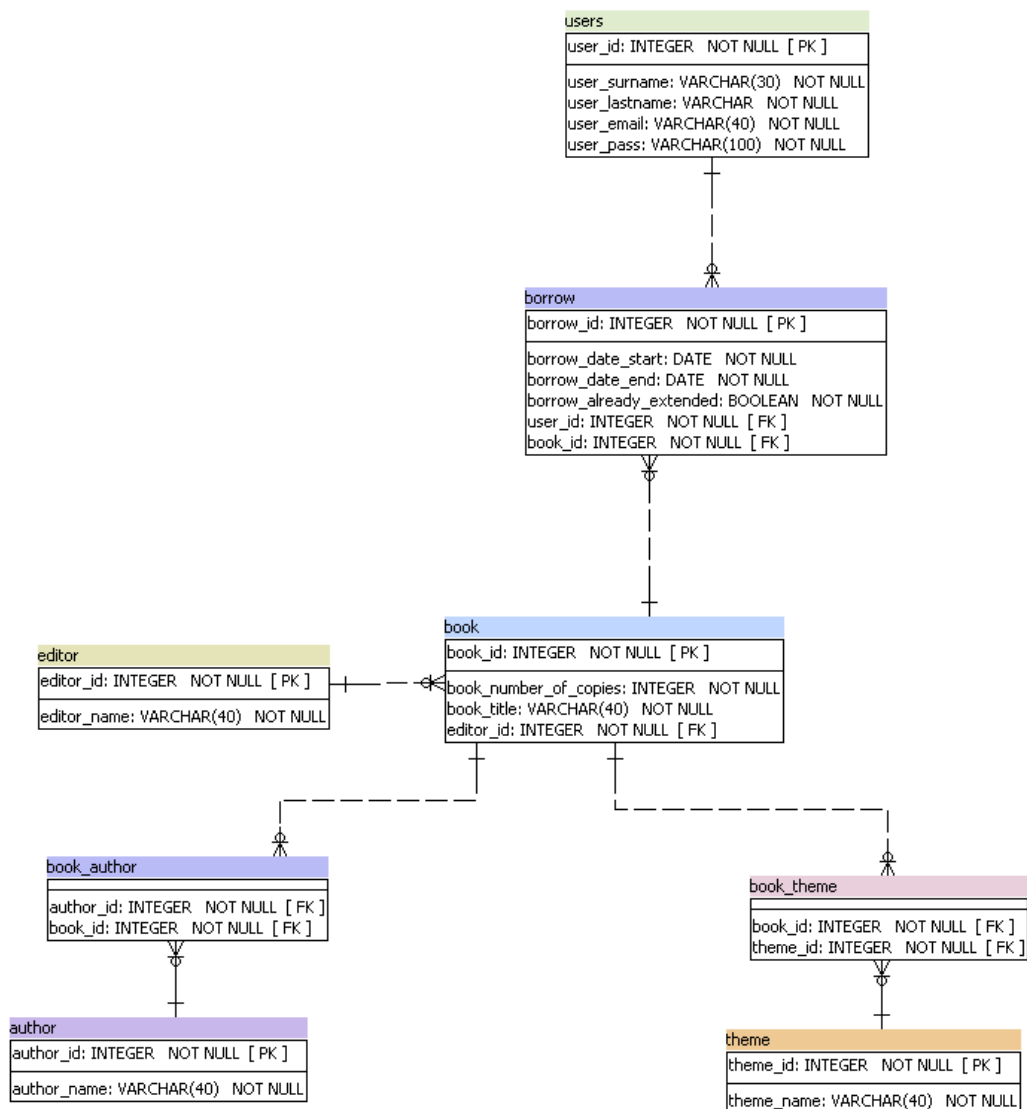 users
user_id: INTEGER NOT NULL [ PK ]
user_surname: VARCHAR(30) NOT NULL
user_lastname: VARCHAR NOT NULL
user_email: VARCHAR(40) NOT NULL
user_pass: VARCHAR(100) NOT NULL
borrow
borrow_id: INTEGER NOT NULL [ PK ]
borrow_date_start: DATE NOT NULL
borrow_date_end: DATE NOT NULL
borrow_already_extended: BOOLEAN NOT NULL
user_id: INTEGER NOT NULL [ FK ]
book_id: INTEGER NOT NULL [ FK ]
book
book_id: INTEGER NOT NULL [ PK ]
book_number_of_copies: INTEGER NOT NULL
book_title: VARCHAR(40) NOT NULL
editor_id: INTEGER NOT NULL [ FK ]
editor
editor_id: INTEGER NOT NULL [ PK ]
editor_name: VARCHAR(40) NOT NULL
book_author
author_id: INTEGER NOT NULL [ FK ]
book_id: INTEGER NOT NULL [ FK ]
book_theme
book_id: INTEGER NOT NULL [ FK ]
theme_id: INTEGER NOT NULL [ FK ]
author
author_id: INTEGER NOT NULL [ PK ]
author_name: VARCHAR(40) NOT NULL
theme
theme_id: INTEGER NOT NULL [ PK ]
theme_name: VARCHAR(40) NOT NULL